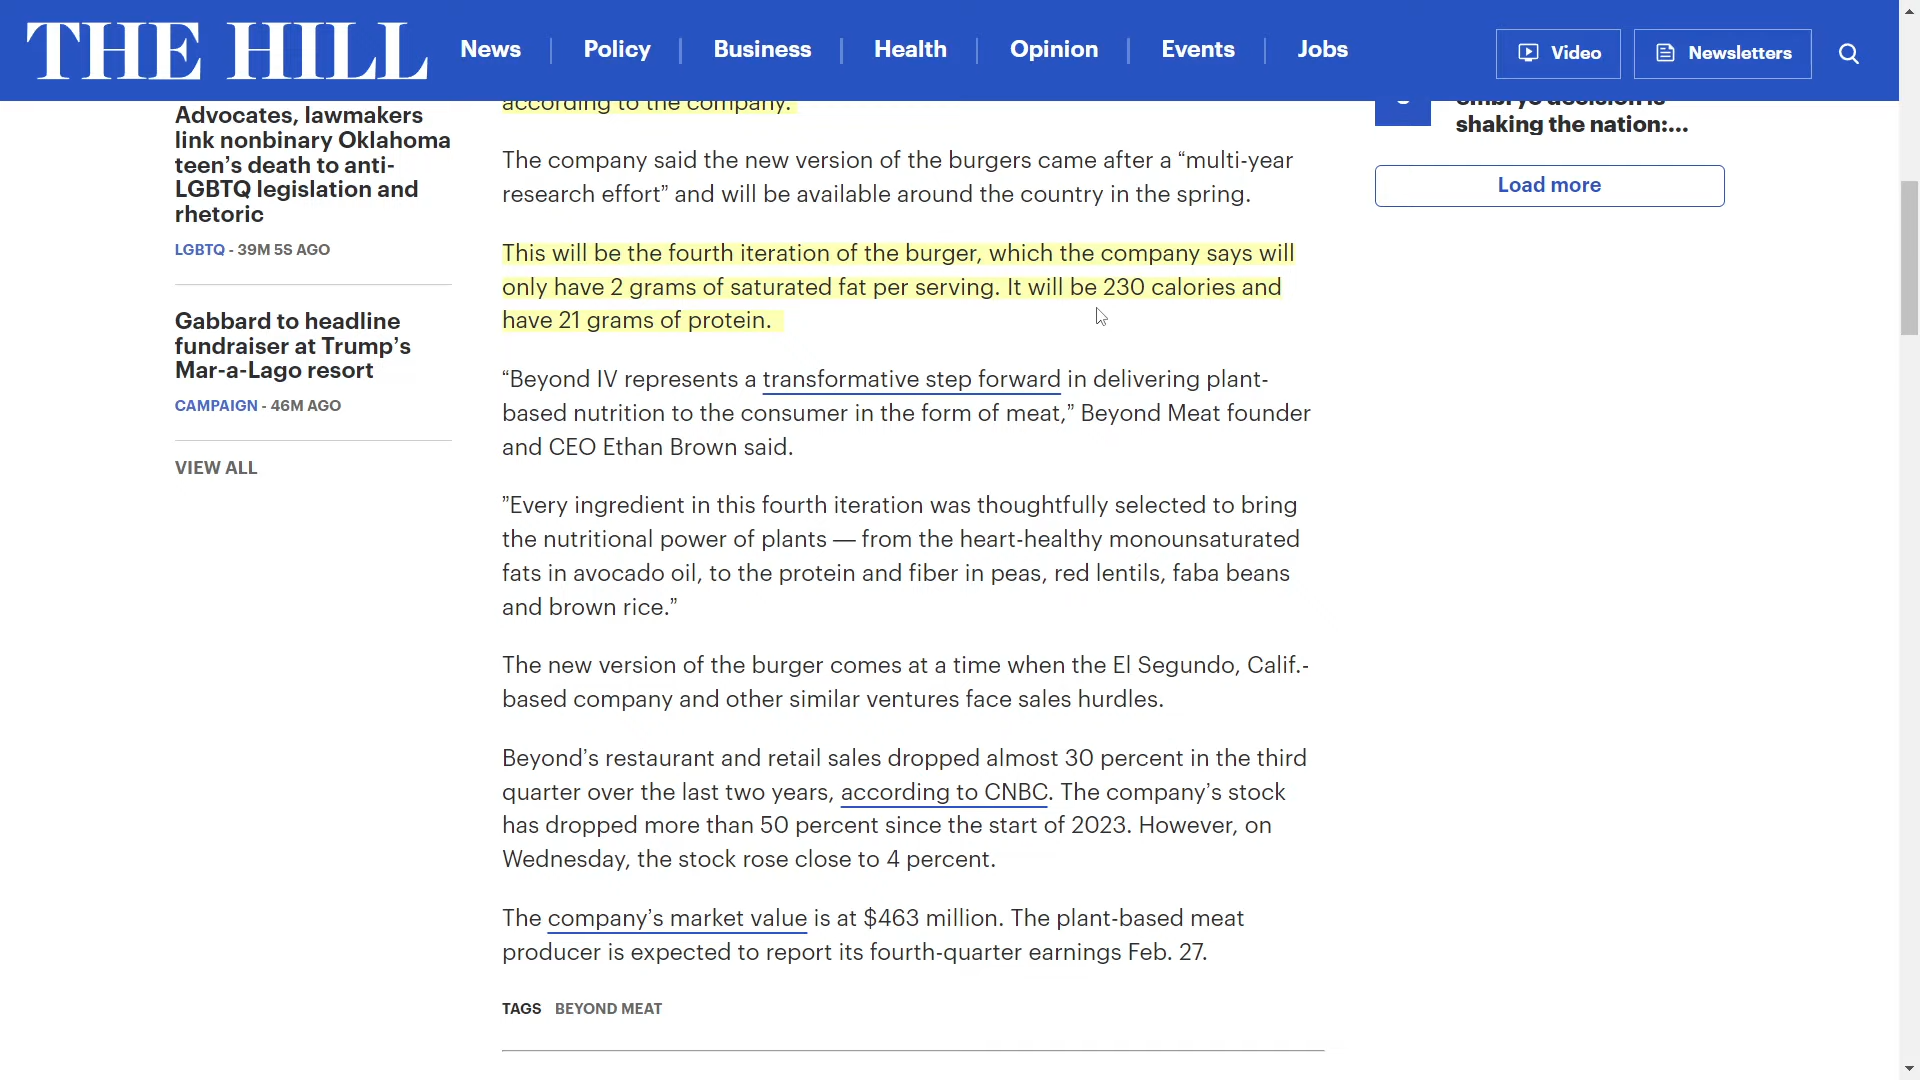 THE HILL
News
Policy
Business
Health
Opinion
Events
Jobs
Video
Newsletters
Advocates, lawmakers
link nonbinary Oklahoma
teen’s death to anti-
LGBTQ legislation and
rhetoric
LGBTQ - 39M 5S AGO
Gabbard to headline
fundraiser at Trump’s
Mar-a-Lago resort
CAMPAIGN - 46M AGO
VIEW ALL
according to the company.
The company said the new version of the burgers came after a “multi-year
research effort” and will be available around the country in the spring.
This will be the fourth iteration of the burger, which the company says will
only have 2 grams of saturated fat per serving. It will be 230 calories and
have 21 grams of protein.
“Beyond IV represents a transformative step forward in delivering plant-
based nutrition to the consumer in the form of meat,” Beyond Meat founder
and CEO Ethan Brown said.
”Every ingredient in this fourth iteration was thoughtfully selected to bring
the nutritional power of plants — from the heart-healthy monounsaturated
fats in avocado oil, to the protein and fiber in peas, red lentils, faba beans
and brown rice.”
The new version of the burger comes at a time when the El Segundo, Calif.-
based company and other similar ventures face sales hurdles.
Beyond’s restaurant and retail sales dropped almost 30 percent in the third
quarter over the last two years, according to CNBC. The company’s stock
has dropped more than 50 percent since the start of 2023. However, on
Wednesday, the stock rose close to 4 percent.
The company’s market value is at $463 million. The plant-based meat
producer is expected to report its fourth-quarter earnings Feb. 27.
TAGS BEYOND MEAT
embryo decision is
shaking the nation:...
Load more